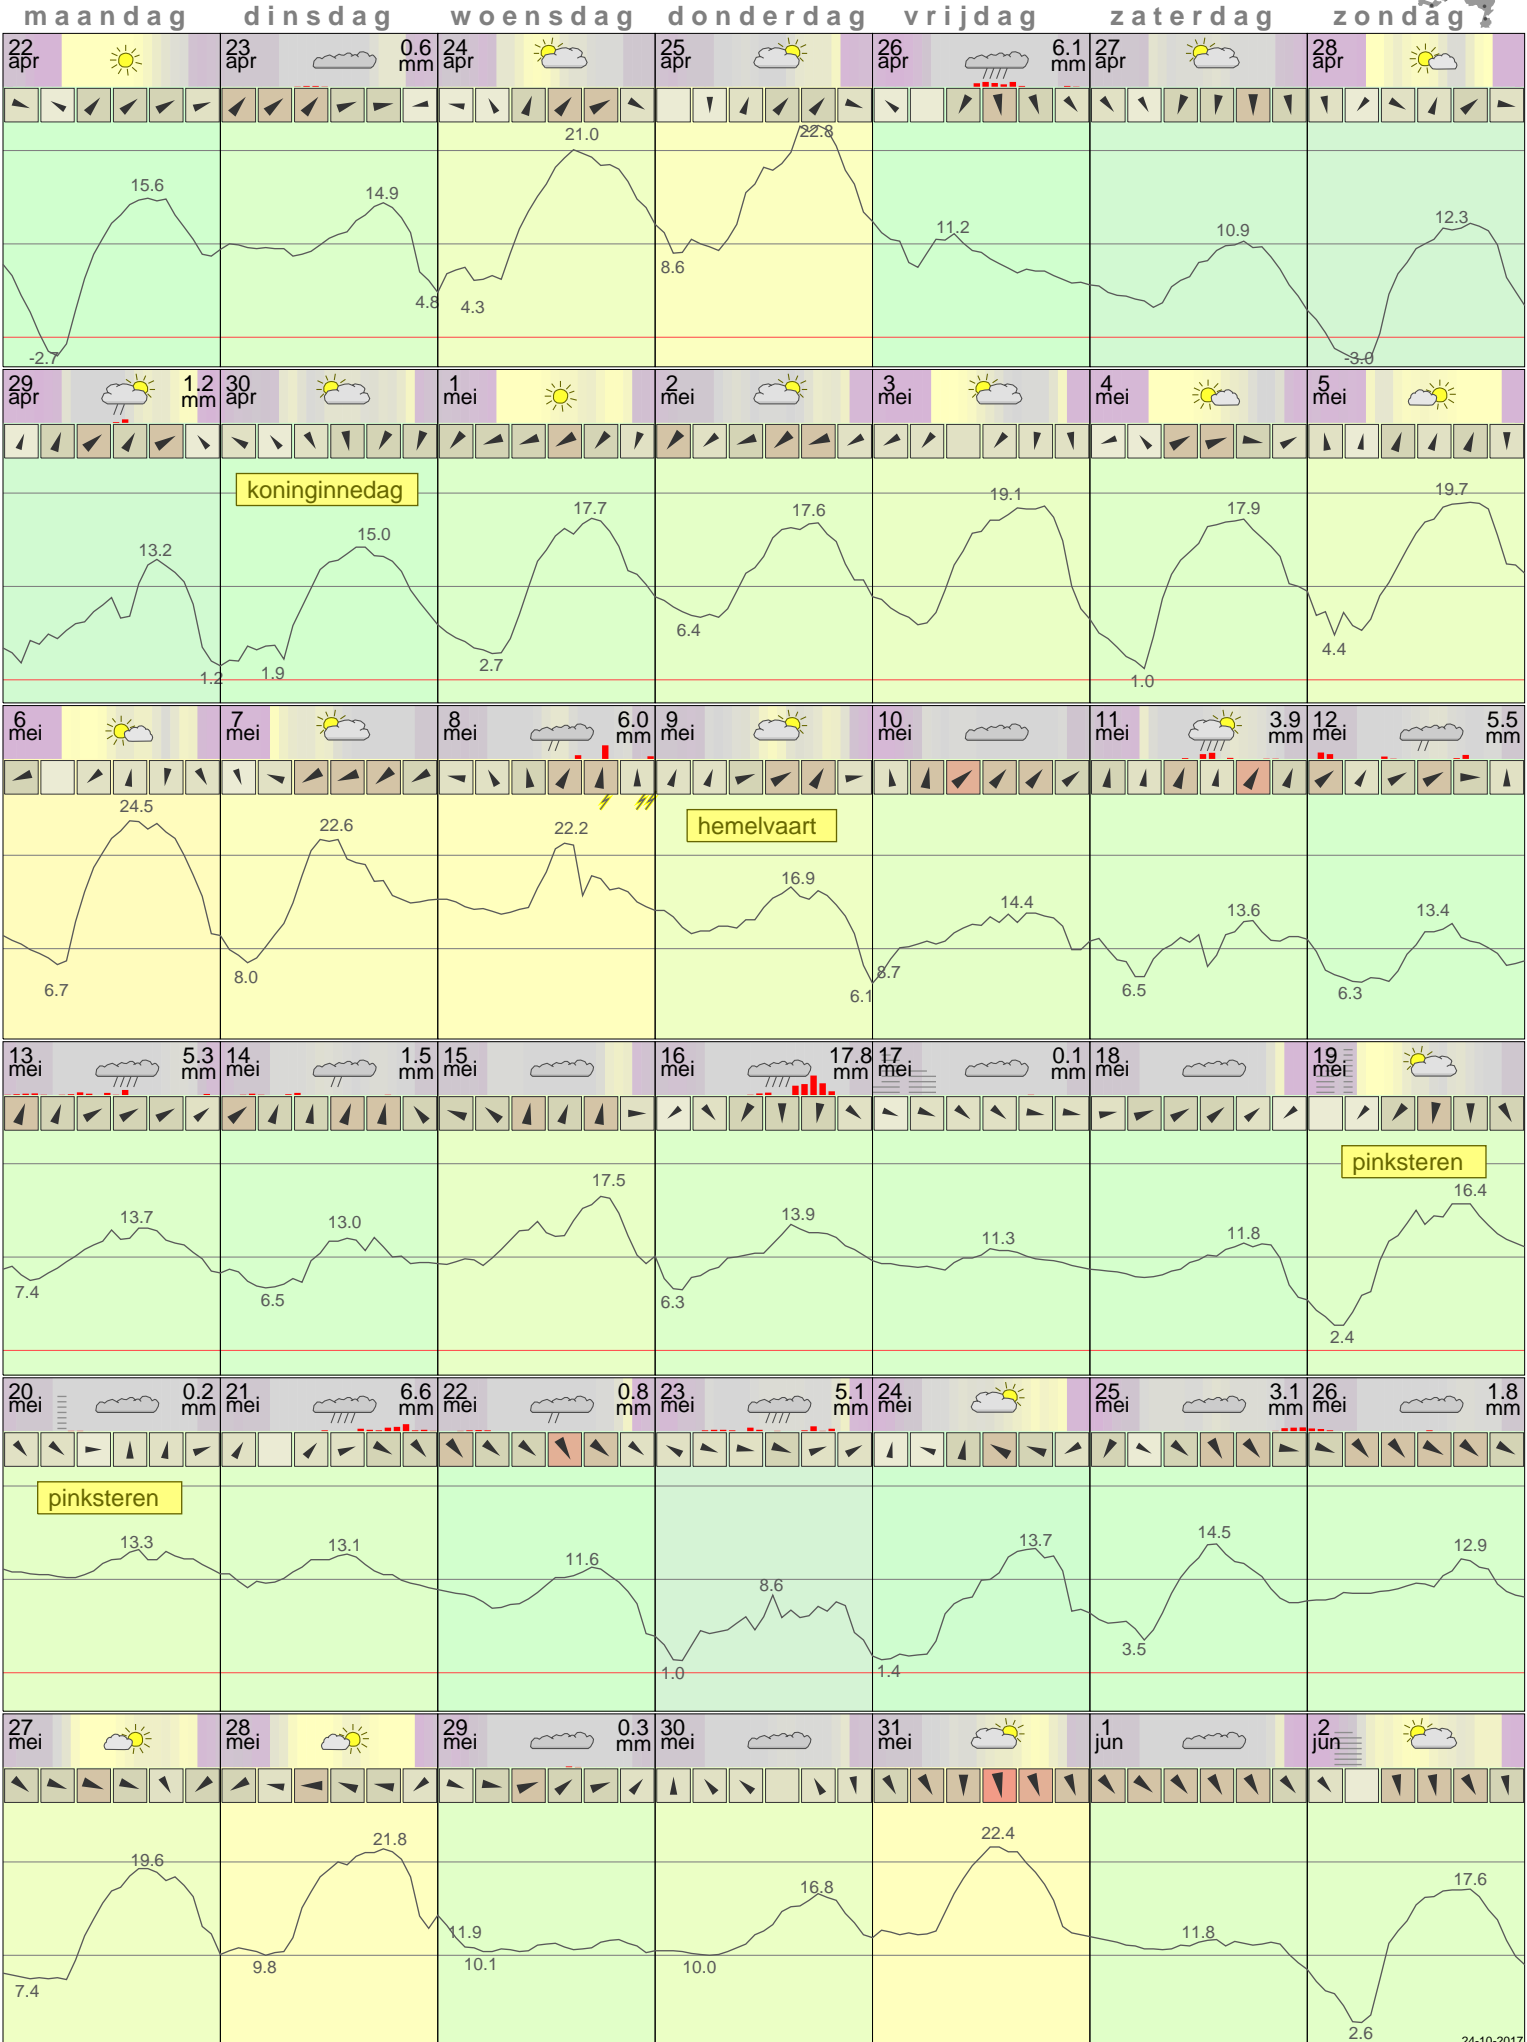 maandag dinsdag woensdag donderdag vrijdag zaterdag zondag
22 apr 23 apr 0.6 mm 24 apr 25 apr 26 apr 6.1 mm 27 apr 28 apr
15.6 -2.7 14.9 4.8 4.3 21.0 8.6 22.8 11.2 10.9 -3.0 12.3
29 apr 1.2 mm 30 apr 1 mei 2 mei 3 mei 4 mei 5 mei
koninginnedag
13.2 1.2 1.9 15.0 2.7 17.7 6.4 17.6 19.1 1.0 17.9 4.4 19.7
6 mei 7 mei 8 mei 6.0 mm 9 mei 10 mei 11 mei 3.9 mm 12 mei 5.5 mm
hemelvaart
6.7 24.5 8.0 22.6 22.2 16.9 6.1 8.7 14.4 6.5 13.6 6.3 13.4
13 mei 5.3 mm 14 mei 1.5 mm 15 mei 16 mei 17.8 mm 17 mei 0.1 mm 18 mei 19 mei
pinksteren
7.4 13.7 6.5 13.0 17.5 6.3 13.9 11.3 11.8 2.4 16.4
20 mei 0.2 mm 21 mei 6.6 mm 22 mei 0.8 mm 23 mei 5.1 mm 24 mei 25 mei 3.1 mm 26 mei 1.8 mm
pinksteren
13.3 13.1 11.6 1.0 8.6 1.4 13.7 3.5 14.5 12.9
27 mei 28 mei 29 mei 0.3 mm 30 mei 31 mei 1 jun 2 jun
7.4 19.6 9.8 21.8 11.9 10.1 10.0 16.8 22.4 11.8 2.6 17.6
24-10-2017